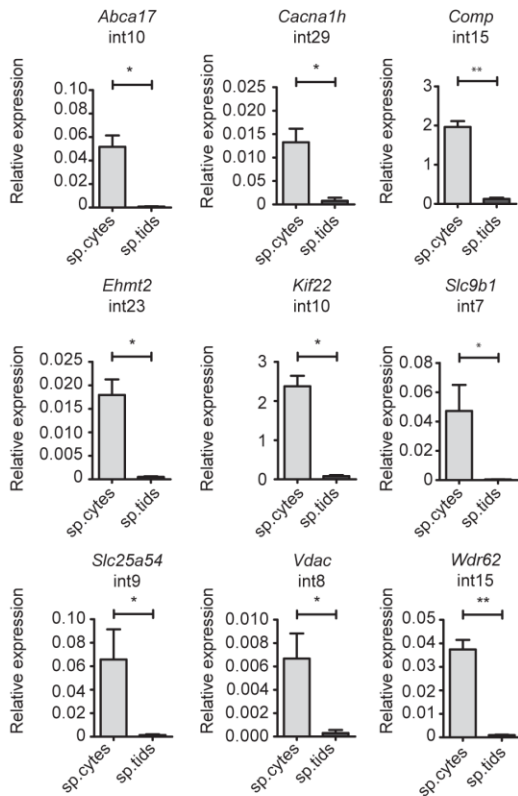 Abca17
int10
*
Relative expression
0.10
0.08
0.06
0.04
0.02
0
sp.cytes
sp.tids
Cacna1h
int29
*
Relative expression
0.025
0.020
0.015
0.010
0.005
0
sp.cytes
sp.tids
Comp
int15
**
Relative expression
3
2
1
0
sp.cytes
sp.tids
Ehmt2
int23
*
Relative expression
0.025
0.020
0.015
0.010
0.005
0
sp.cytes
sp.tids
Kif22
int10
*
Relative expression
3
2
1
0
sp.cytes
sp.tids
Slc9b1
int7
*
Relative expression
0.08
0.06
0.04
0.02
0
sp.cytes
sp.tids
Slc25a54
int9
*
Relative expression
0.10
0.08
0.06
0.04
0.02
0
sp.cytes
sp.tids
Vdac
int8
*
Relative expression
0.010
0.008
0.006
0.004
0.002
0.000
sp.cytes
sp.tids
Wdr62
int15
**
Relative expression
0.05
0.04
0.03
0.02
0.01
0
sp.cytes
sp.tids